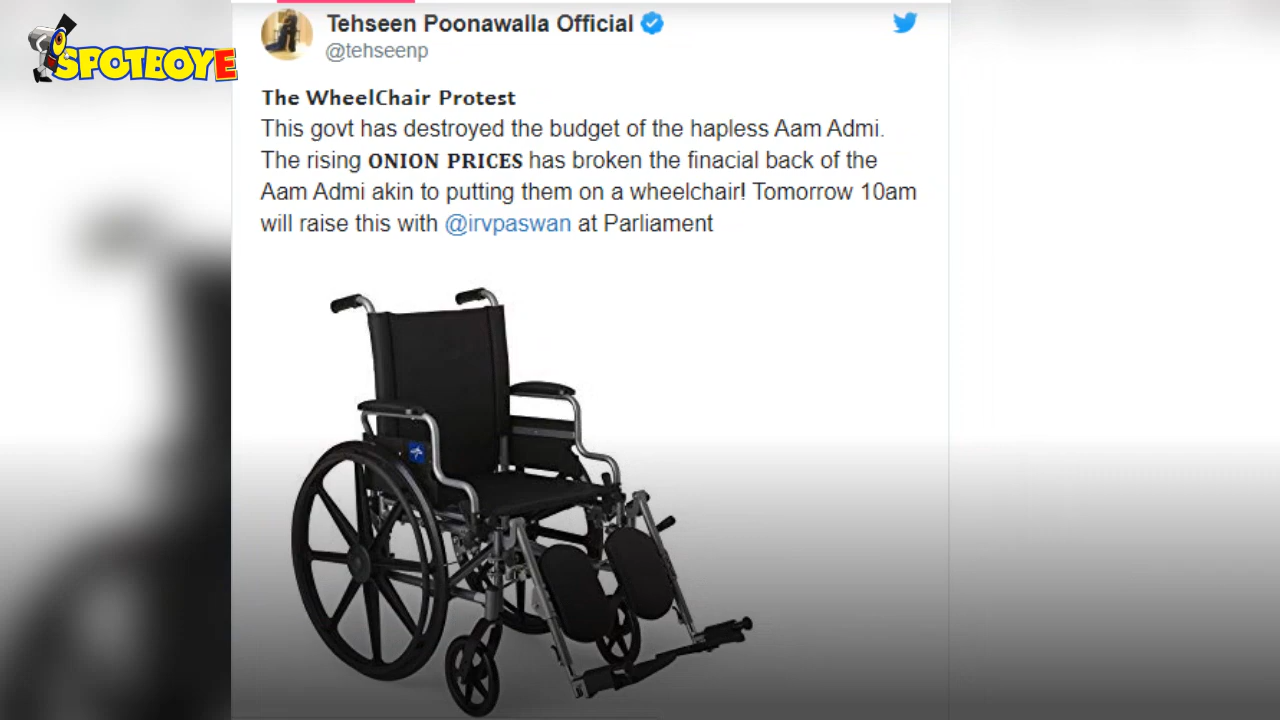 SPOTBOYE
Tehseen Poonawalla Official
@tehseenp
The WheelChair Protest
This govt has destroyed the budget of the hapless Aam Admi.
The rising ONION PRICES has broken the finacial back of the
Aam Admi akin to putting them on a wheelchair! Tomorrow 10am
will raise this with @irvpaswan at Parliament